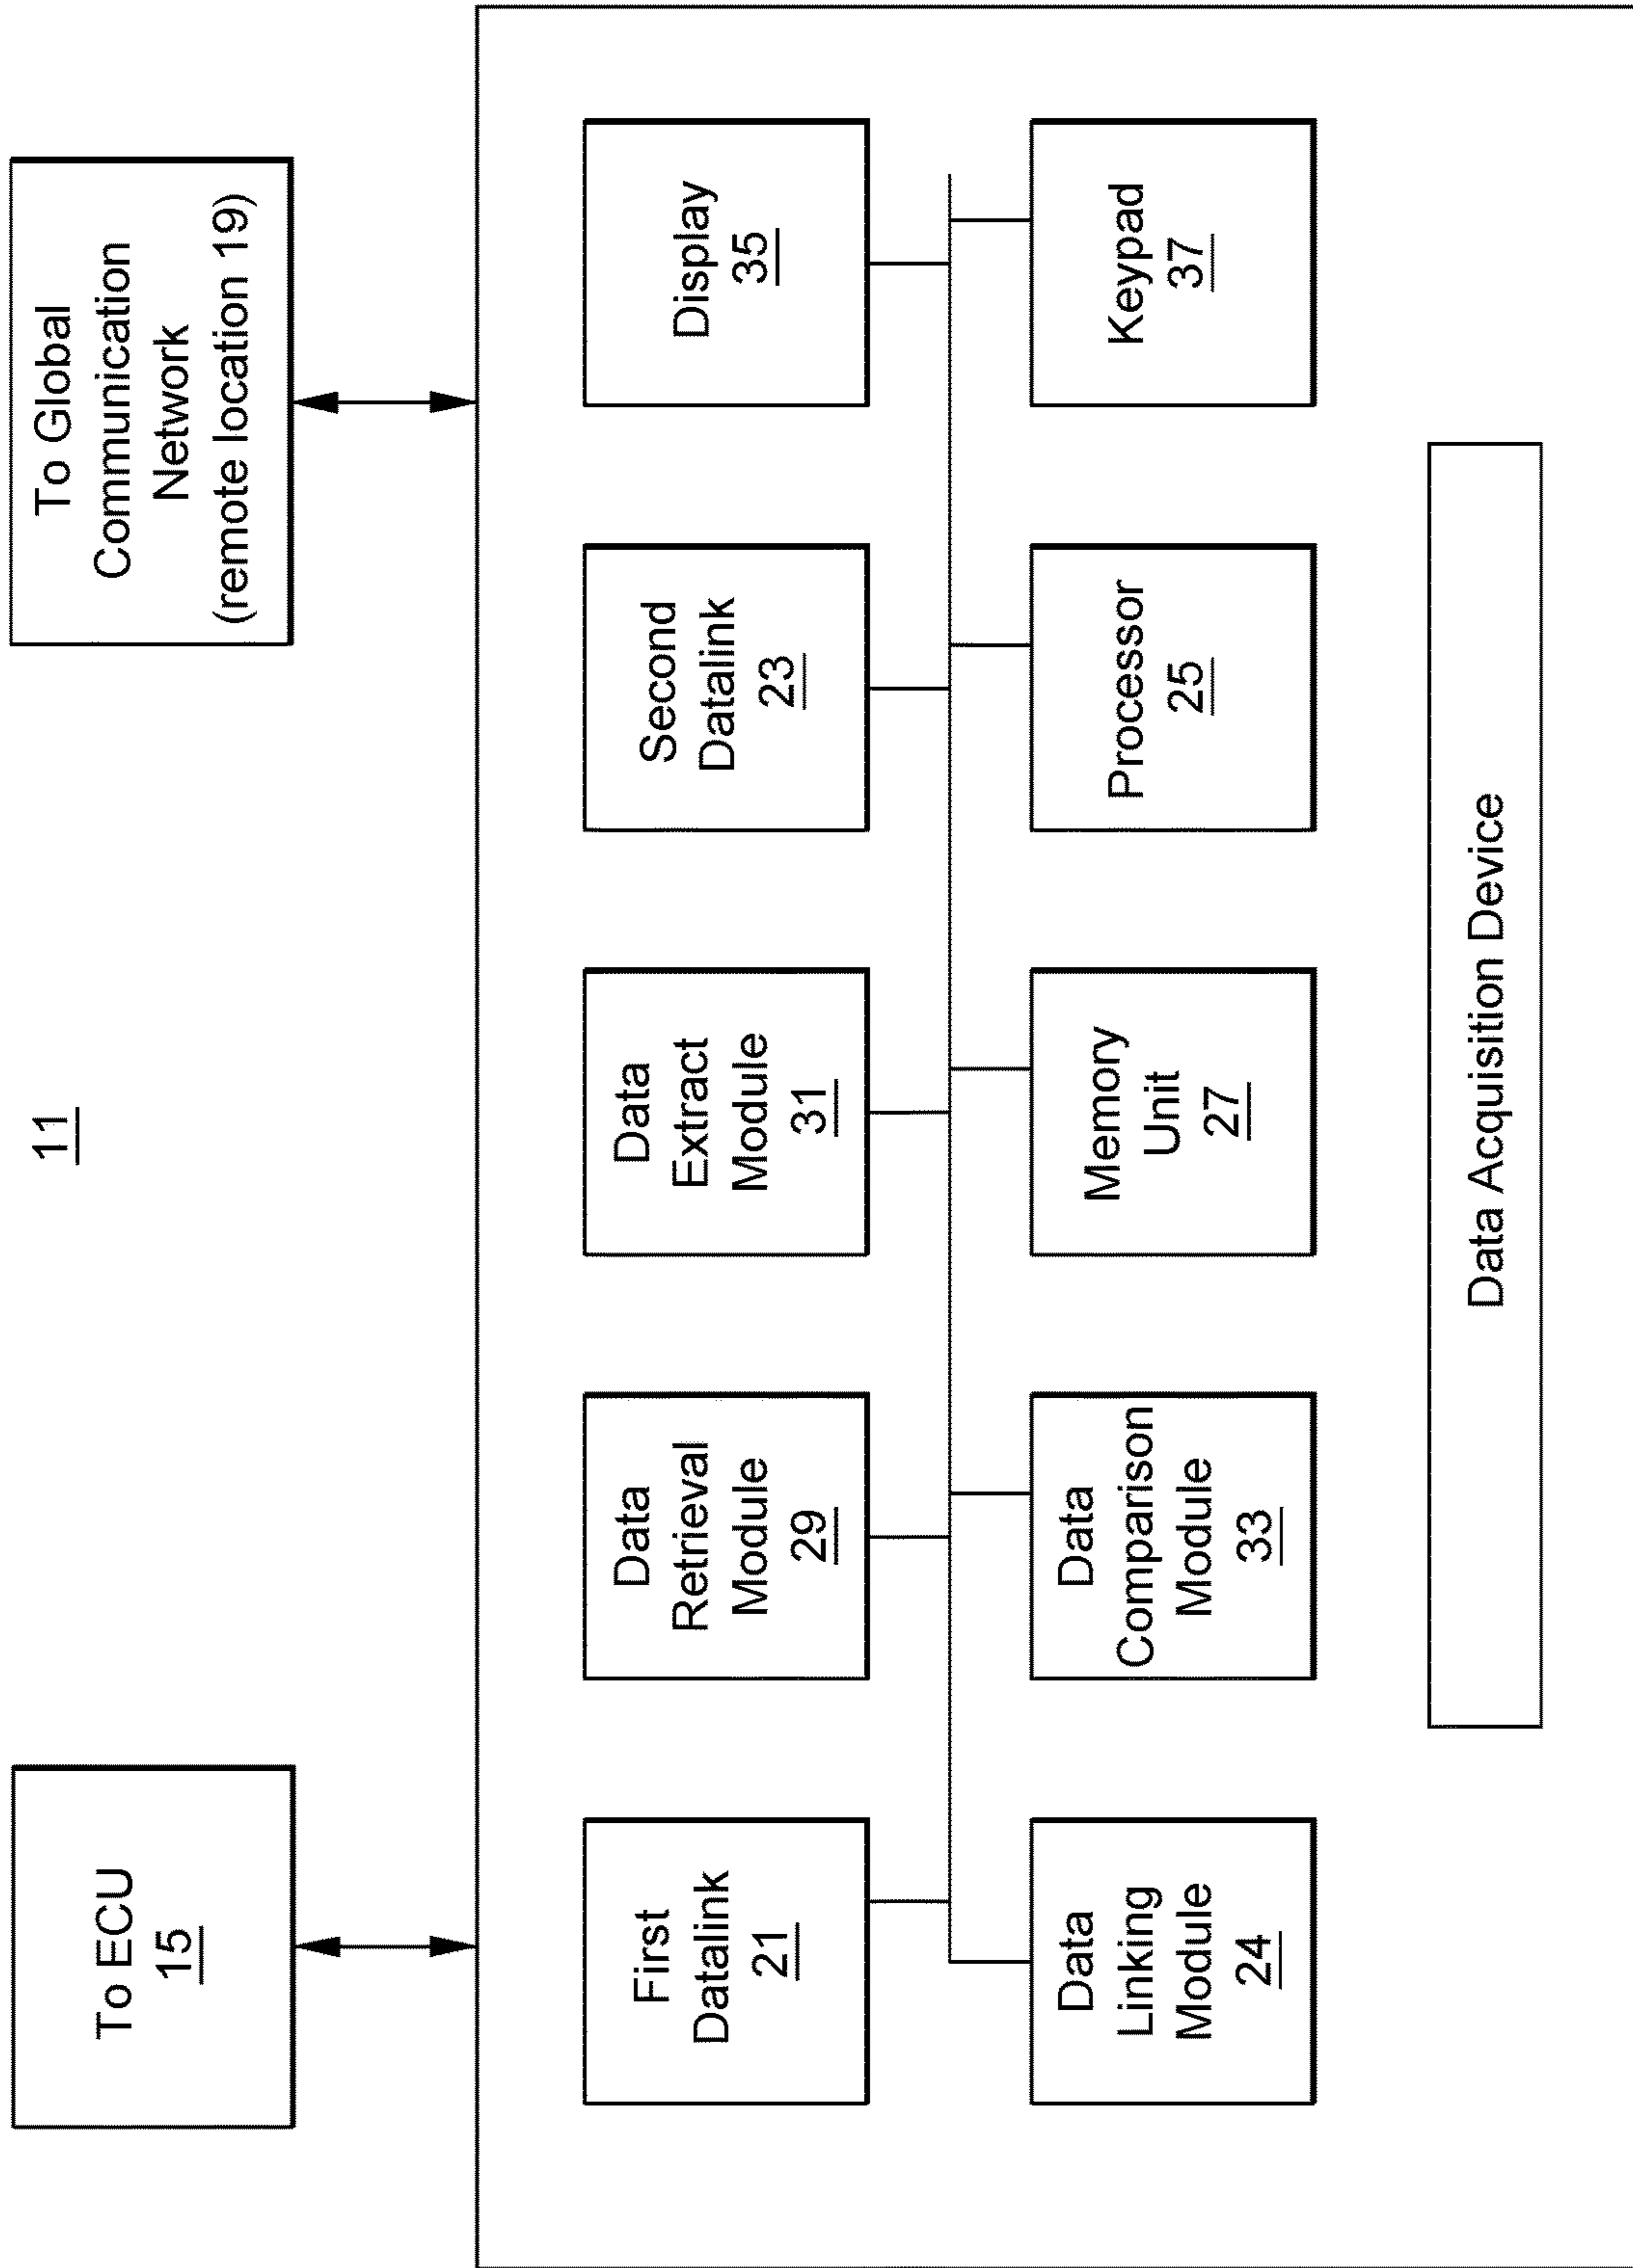 11
To ECU
15
To Global
Communication
Network
(remote location 19)
First
Datalink
21
Data
Retrieval
Module
29
Data
Extract
Module
31
Second
Datalink
23
Display
35
Data
Linking
Module
24
Data
Comparison
Module
33
Memory
Unit
27
Processor
25
Keypad
37
Data Acquisition Device